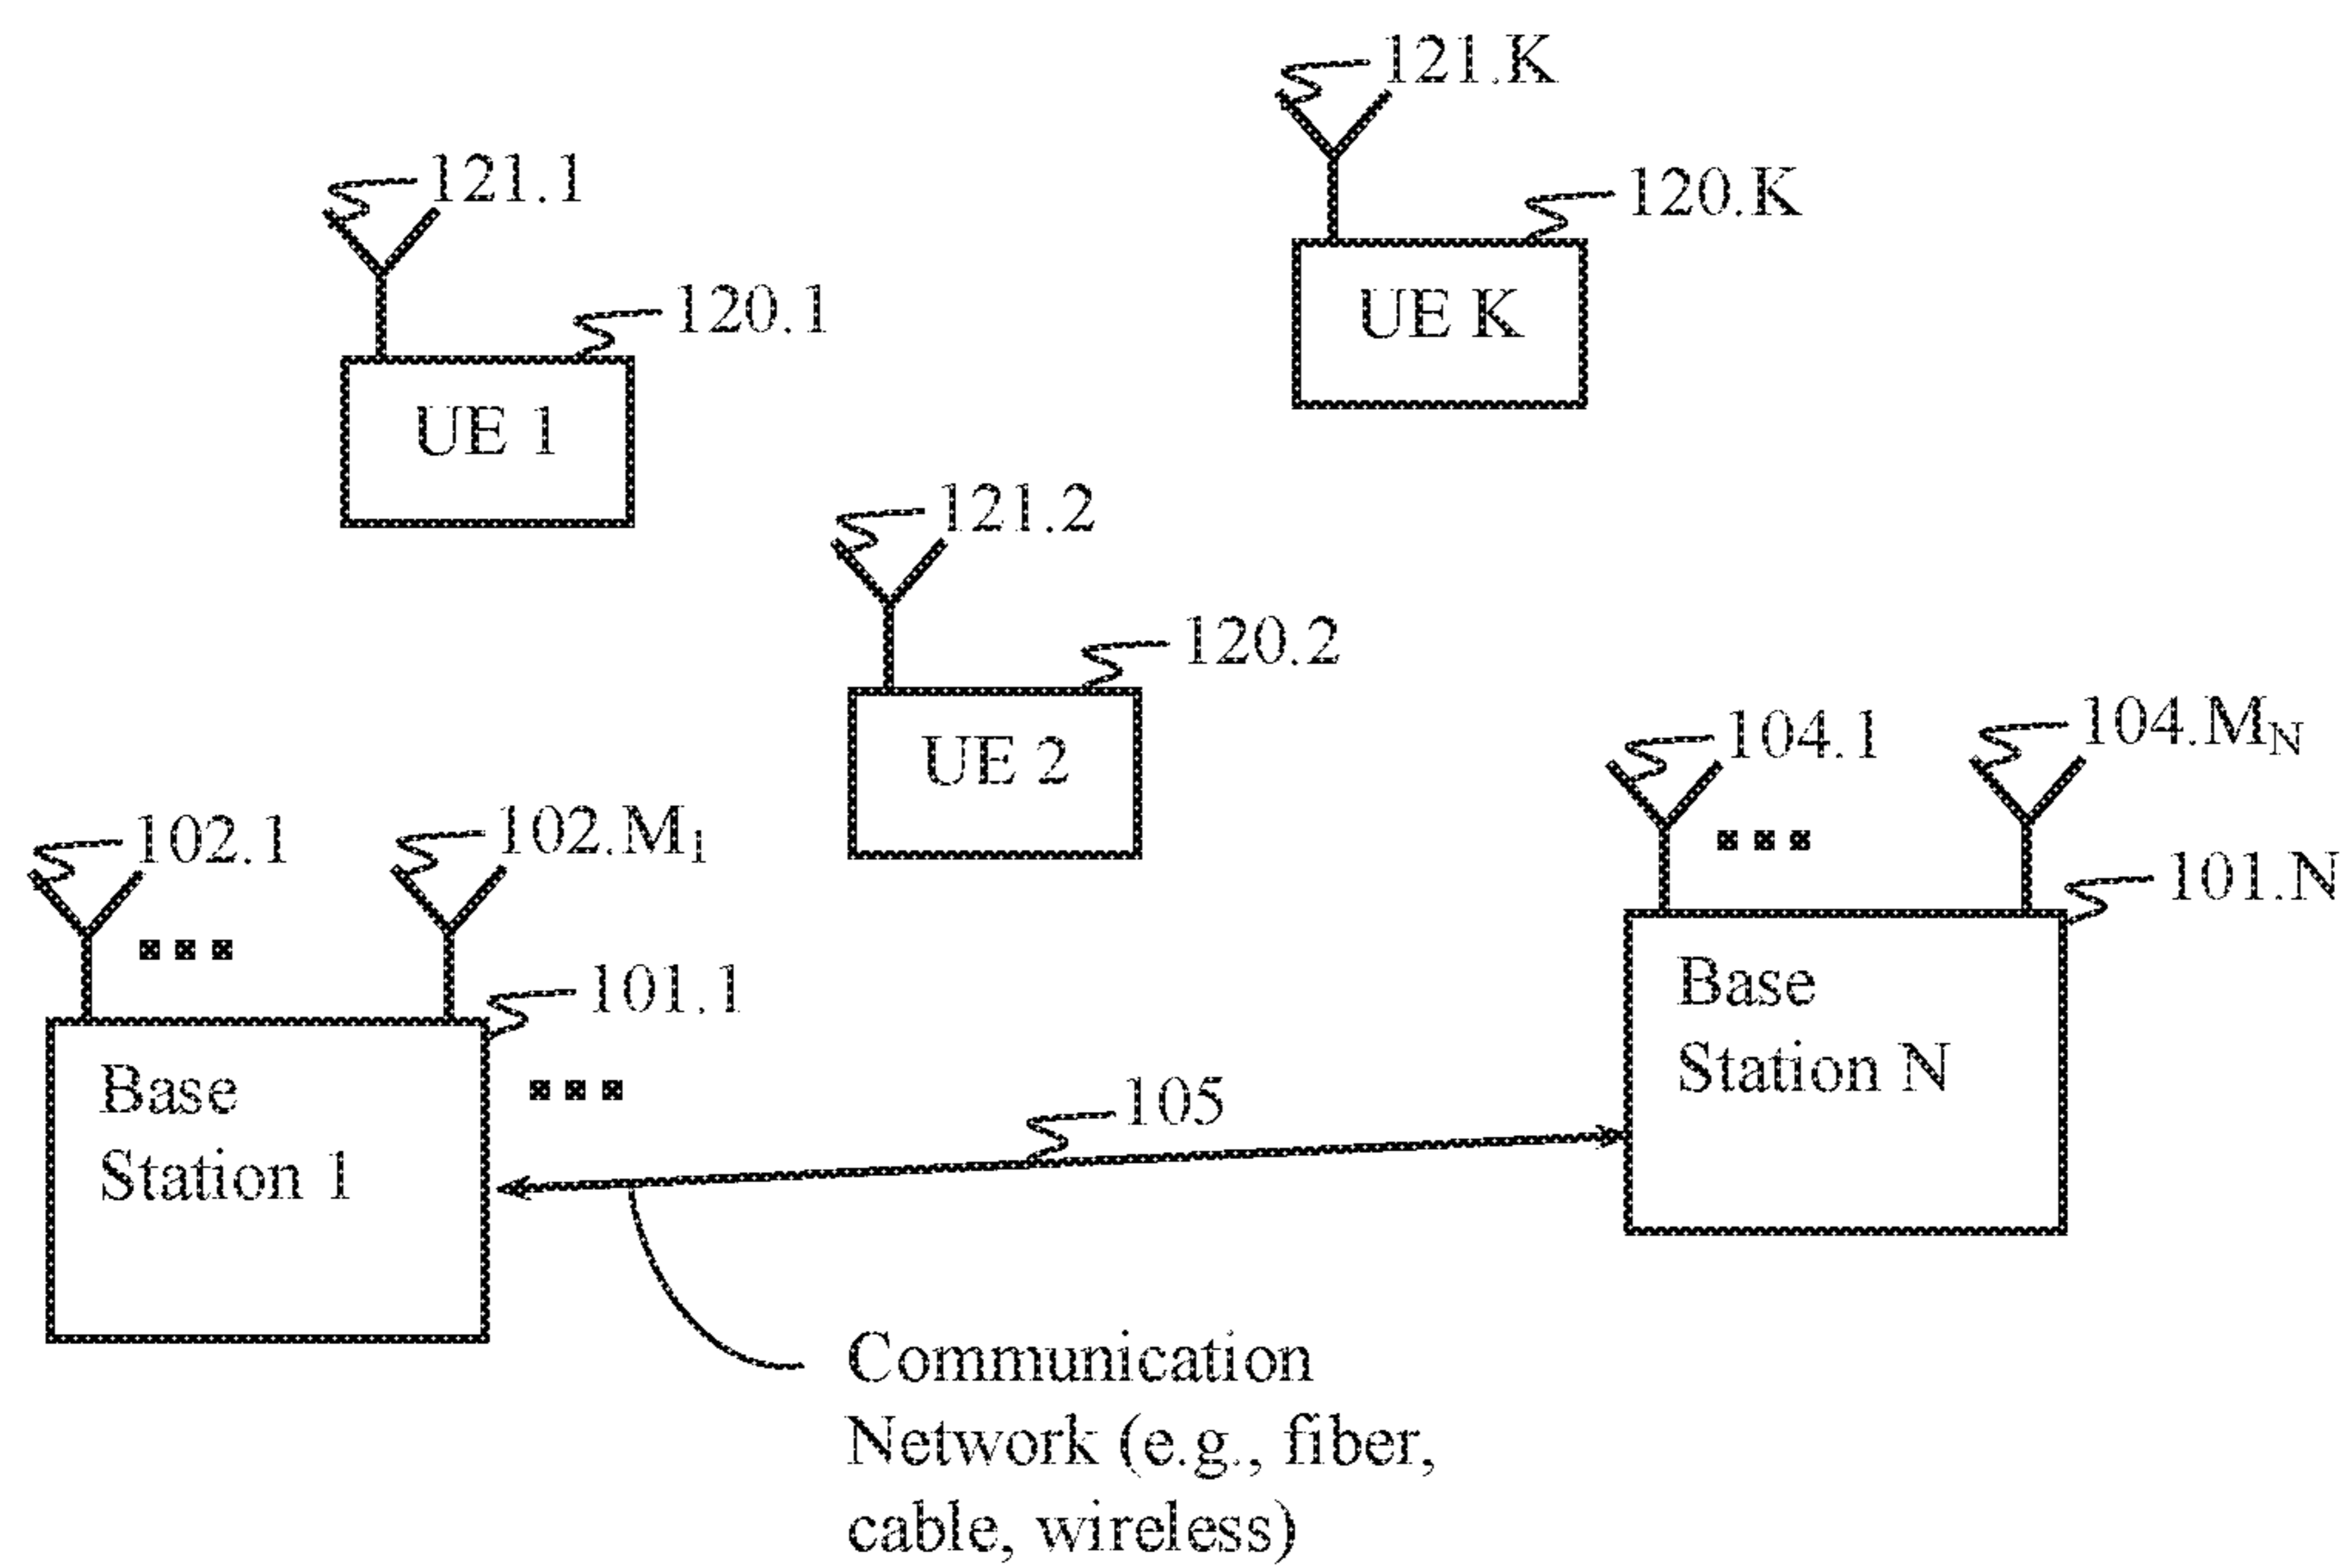 121.K
121.1
120.K
UE K
120.1
UE 1
121.2
120.2
UE 2
104.1
104.M_N
102.1
102.M_1
101.N
Base
Station N
101.1
Base
Station 1
105
Communication
Network (e.g., fiber,
cable, wireless)